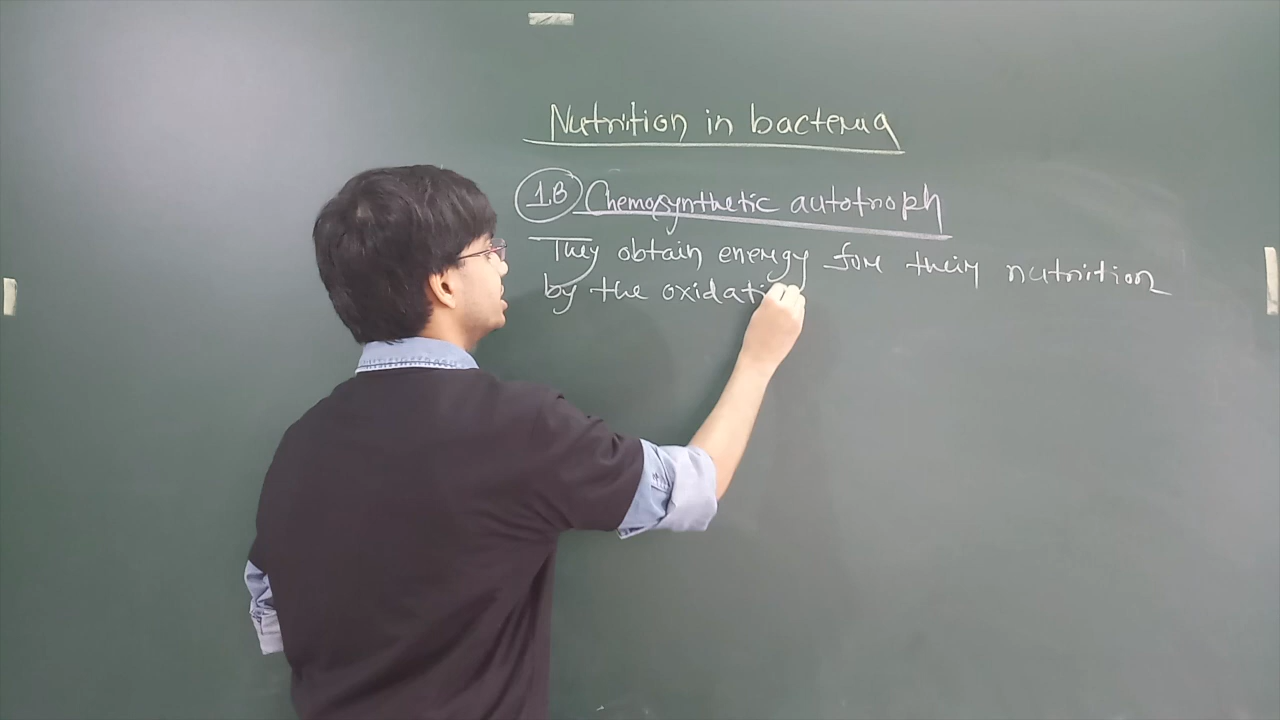 Nutrition in bacteria
1.B Chemosynthetic autotroph
They obtain energy for their nutrition
by the oxidati